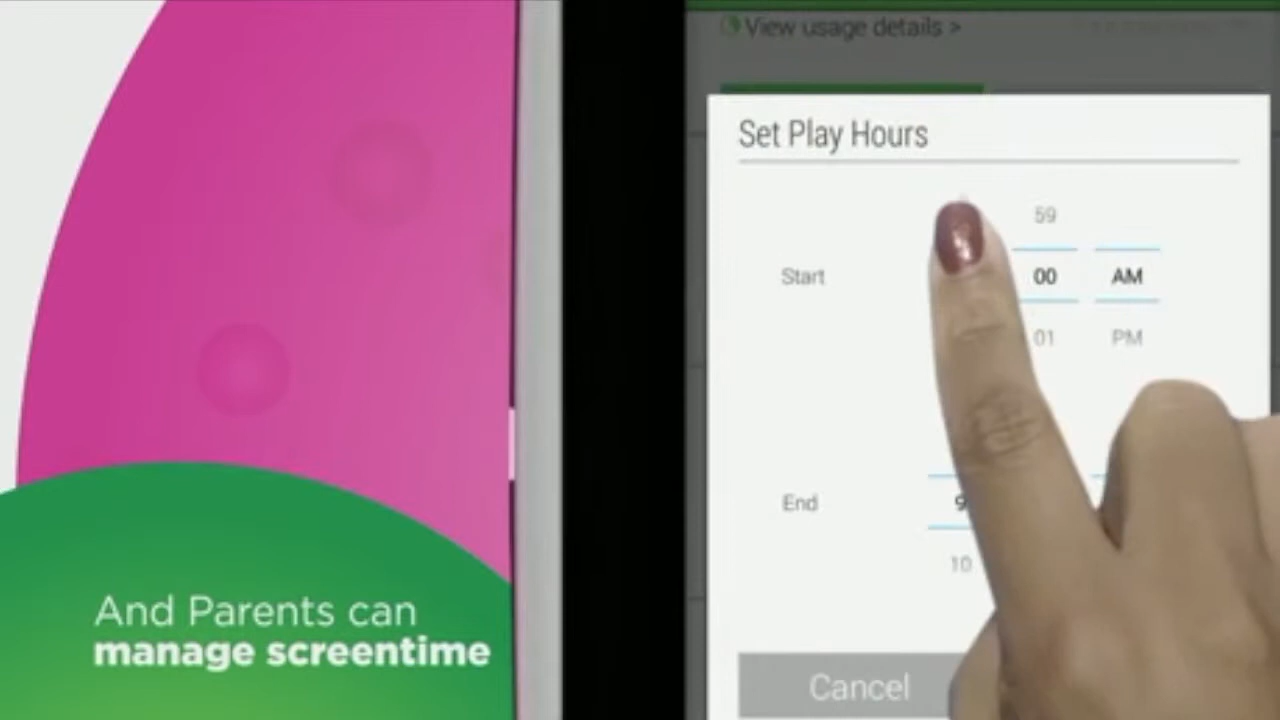 View usage details >
Set Play Hours
59
Start 00 AM
01 PM
End 9
10
Cancel
And Parents can
manage screentime